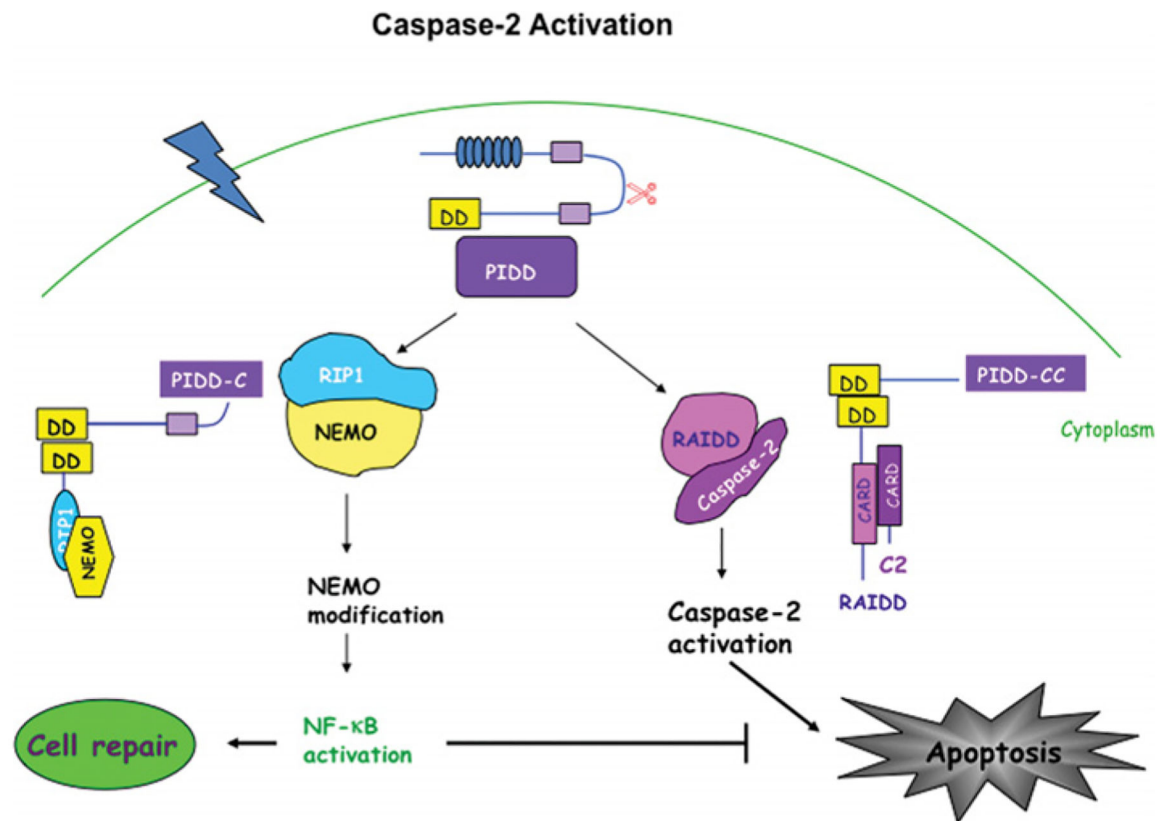 Caspase-2 Activation
DD
PIDD
PIDD-C
RIP1
NEMO
DD
DD
RIP1
NEMO
RAIDD
Caspase-2
DD
PIDD-CC
DD
Cytoplasm
CARD
CARD
C2
RAIDD
NEMO
modification
Caspase-2
activation
Cell repair
NF-κB
activation
Apoptosis